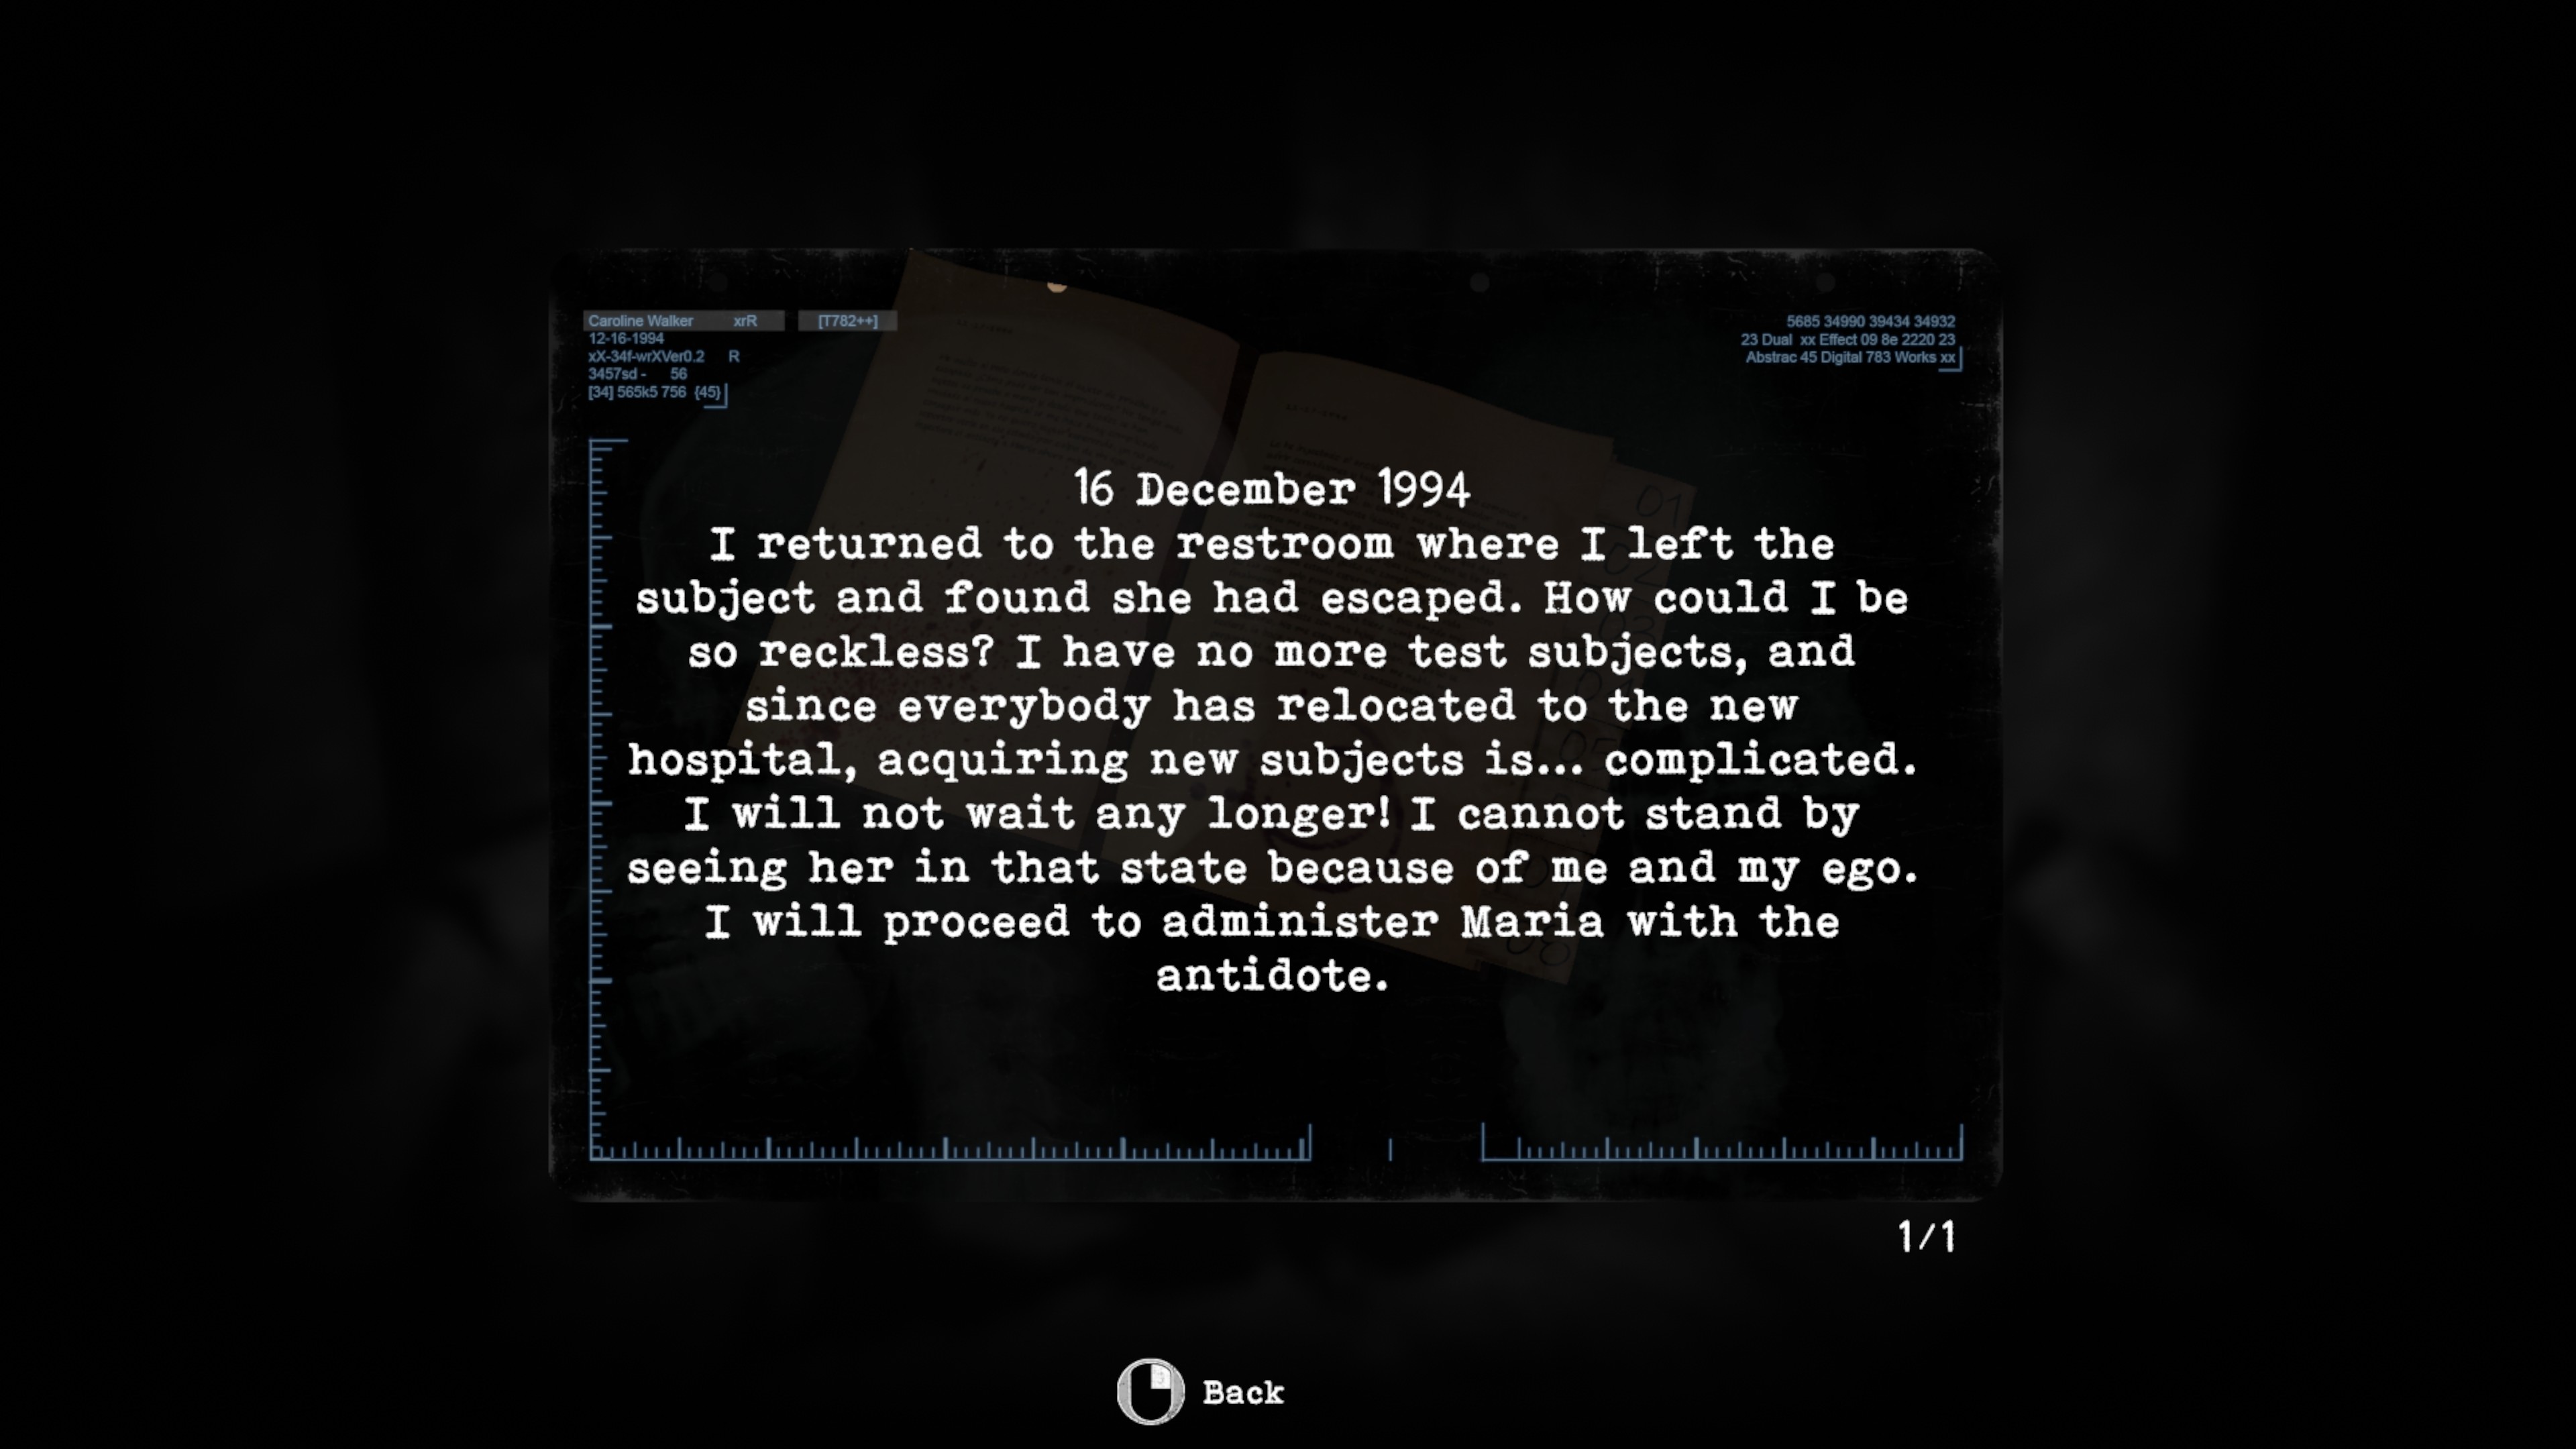 Caroline Walker xrR [T782++]
12-16-1994
xX-34f-wrXVer0.2 R
3457sd - 56
[34] 565k5 756 {45}
5685 34990 39434 34932
23 Dual xx Effect 09 8e 2220 23
Abstrac 45 Digital 783 Works xx
16 December 1994
I returned to the restroom where I left the
subject and found she had escaped. How could I be
so reckless? I have no more test subjects, and
since everybody has relocated to the new
hospital, acquiring new subjects is... complicated.
I will not wait any longer! I cannot stand by
seeing her in that state because of me and my ego.
I will proceed to administer Maria with the
antidote.
1/1
Back